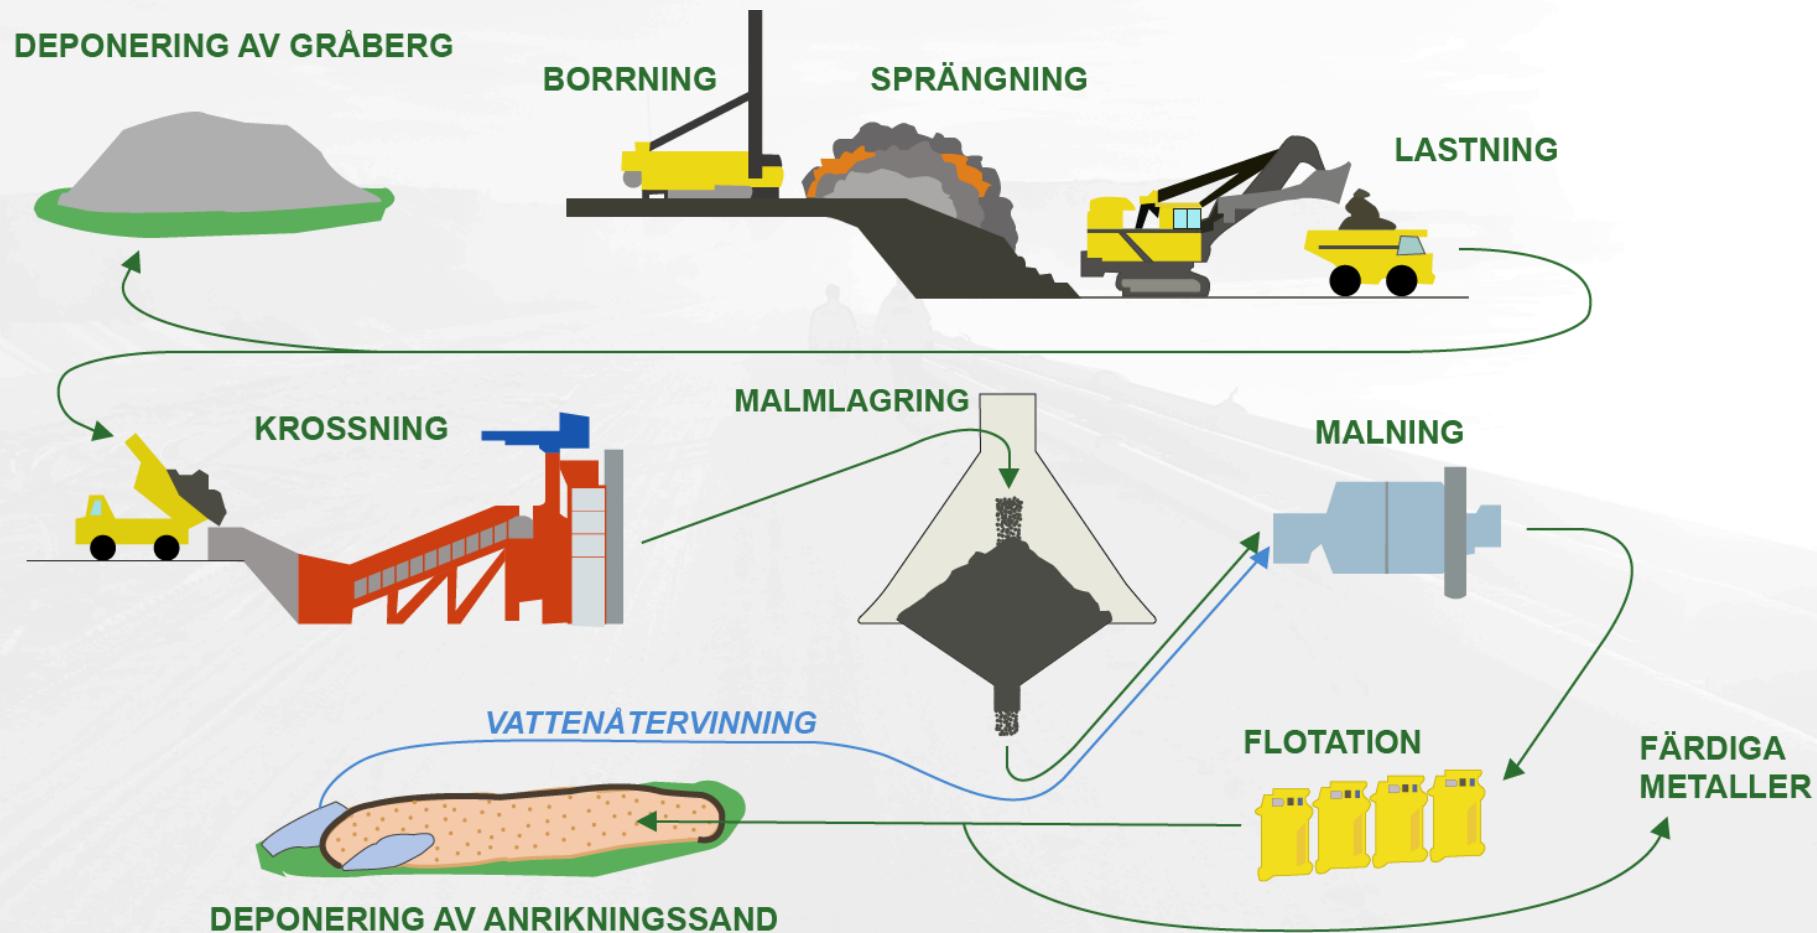 DEPONERING AV GRÅBERG
BORRNING
SPRÄNGNING
LASTNING
KROSSNING
MALMLAGRING
MALNING
VATTENÅTERVINNING
FLOTATION
FÄRDIGA
METALLER
DEPONERING AV ANRIKNINGSSAND